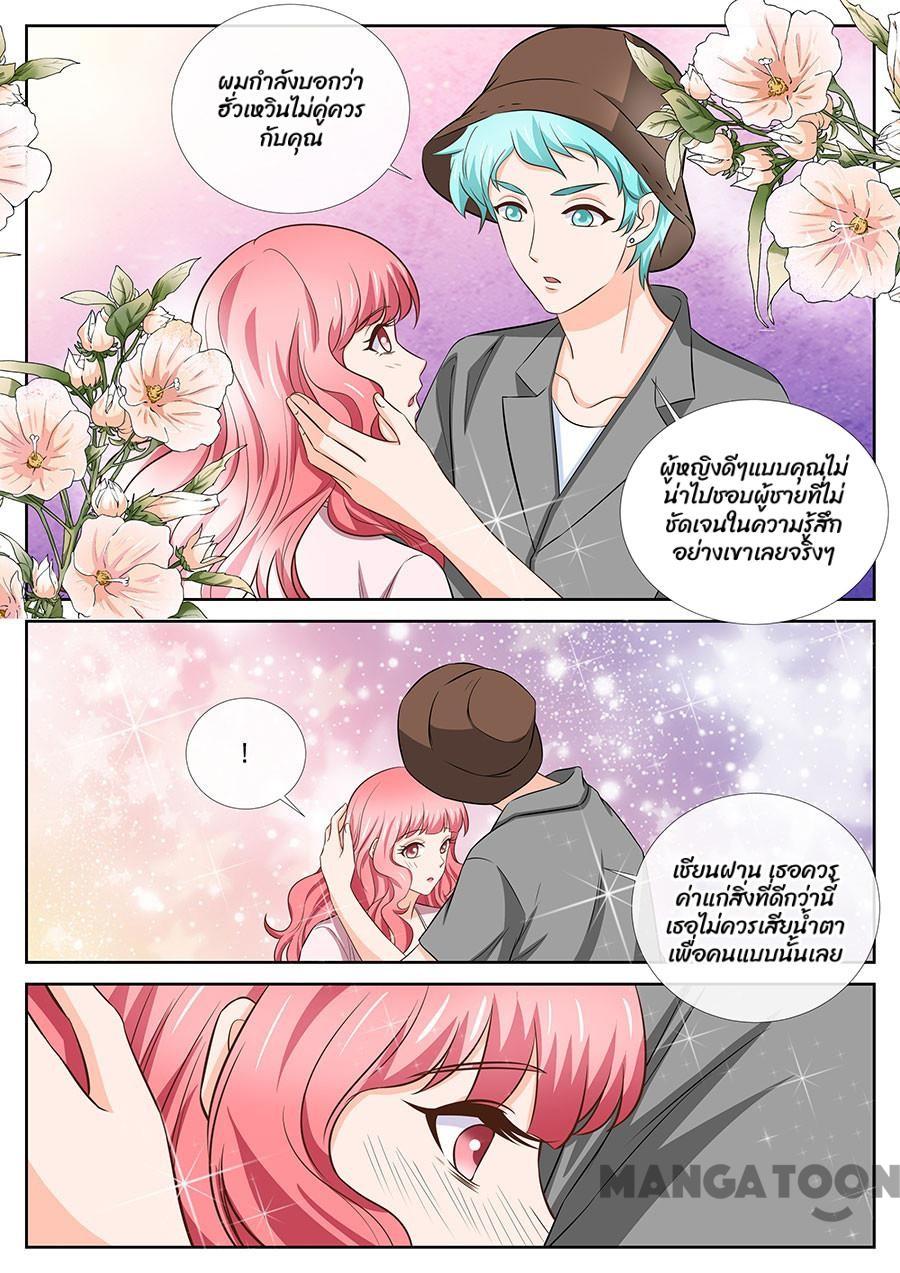 ผมกำลังบอกว่า
ฮั่วเหวินไม่คู่ควร
กับคุณ
ผู้หญิงดีๆแบบคุณไม่
น่าไปชอบผู้ชายที่ไม่
ชัดเจนในความรู้สึก
อย่างเขาเลยจริงๆ
!
เชียนฝาน เธอควร
ค่าแก่สิ่งที่ดีกว่านี้
เธอไม่ควรเสียน้ำตา
เพื่อคนแบบนั้นเลย
MANGATOON